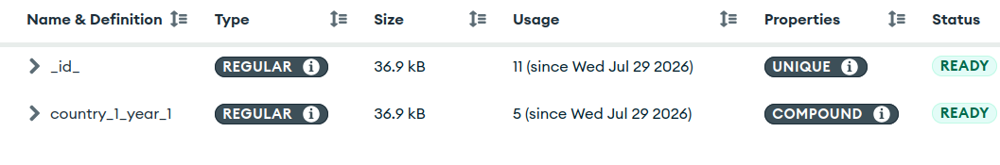 Name & Definition Type Size Usage Properties Status
_id_ REGULAR 36.9 kB 11 (since Wed Jul 29 2026) UNIQUE READY
country_1_year_1 REGULAR 36.9 kB 5 (since Wed Jul 29 2026) COMPOUND READY